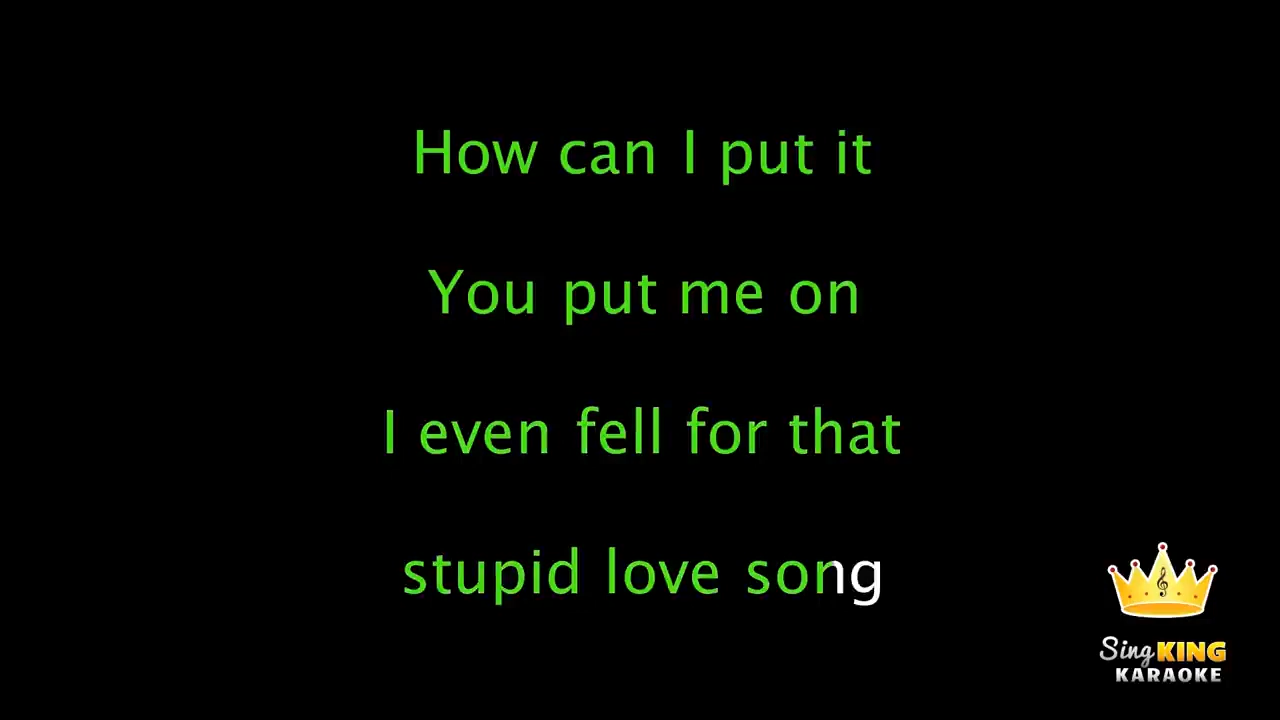 How can I put it
You put me on
I even fell for that
stupid love song
Sing KING
KARAOKE